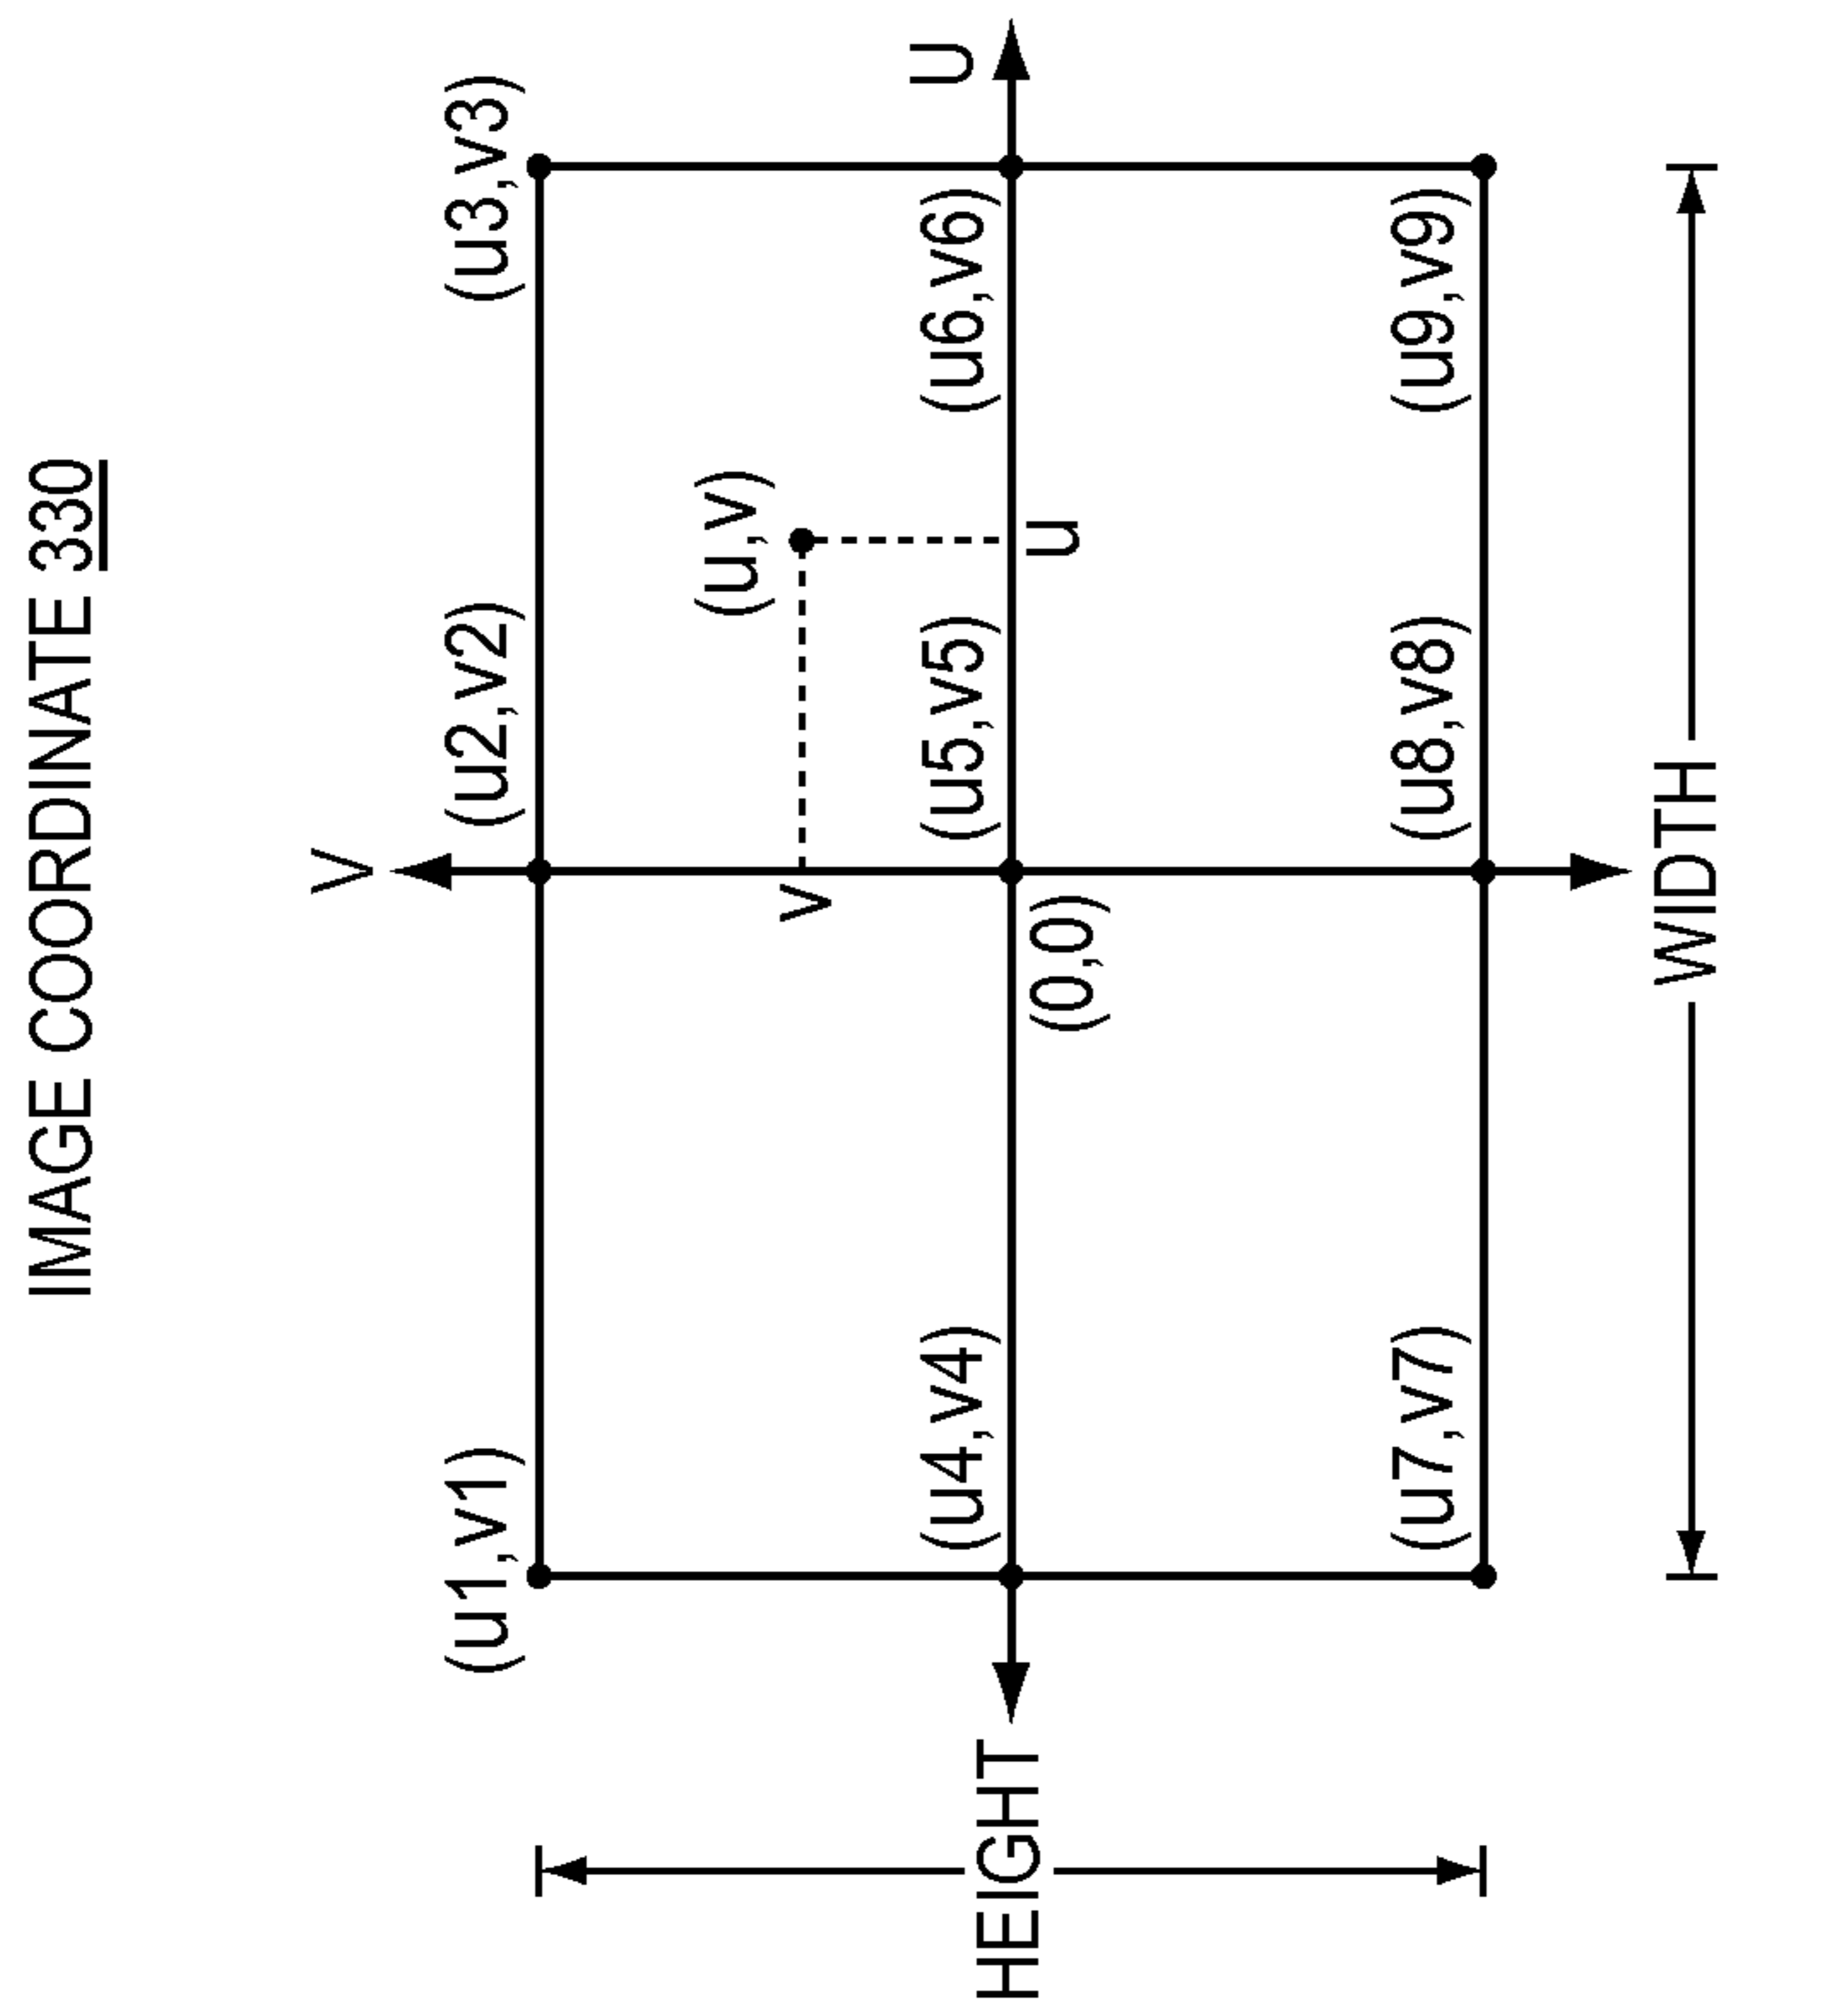 IMAGE COORDINATE 330
V
(u1,v1)
(u2,v2)
(u3,v3)
(u,v)
v
U
(u4,v4)
(u5,v5)
(u6,v6)
HEIGHT
(0,0)
u
(u7,v7)
(u8,v8)
(u9,v9)
WIDTH